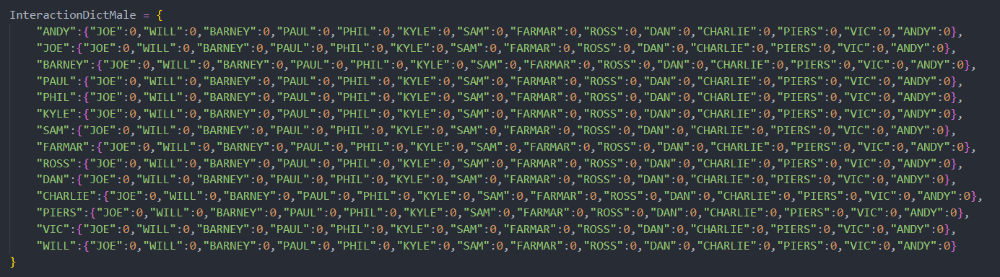 InteractionDictMale = {
"ANDY":{"JOE":0,"WILL":0,"BARNEY":0,"PAUL":0,"PHIL":0,"KYLE":0,"SAM":0,"FARMAR":0,"ROSS":0,"DAN":0,"CHARLIE":0,"PIERS":0,"VIC":0,"ANDY":0},
"JOE":{"JOE":0,"WILL":0,"BARNEY":0,"PAUL":0,"PHIL":0,"KYLE":0,"SAM":0,"FARMAR":0,"ROSS":0,"DAN":0,"CHARLIE":0,"PIERS":0,"VIC":0,"ANDY":0},
"BARNEY":{"JOE":0,"WILL":0,"BARNEY":0,"PAUL":0,"PHIL":0,"KYLE":0,"SAM":0,"FARMAR":0,"ROSS":0,"DAN":0,"CHARLIE":0,"PIERS":0,"VIC":0,"ANDY":0},
"PAUL":{"JOE":0,"WILL":0,"BARNEY":0,"PAUL":0,"PHIL":0,"KYLE":0,"SAM":0,"FARMAR":0,"ROSS":0,"DAN":0,"CHARLIE":0,"PIERS":0,"VIC":0,"ANDY":0},
"PHIL":{"JOE":0,"WILL":0,"BARNEY":0,"PAUL":0,"PHIL":0,"KYLE":0,"SAM":0,"FARMAR":0,"ROSS":0,"DAN":0,"CHARLIE":0,"PIERS":0,"VIC":0,"ANDY":0},
"KYLE":{"JOE":0,"WILL":0,"BARNEY":0,"PAUL":0,"PHIL":0,"KYLE":0,"SAM":0,"FARMAR":0,"ROSS":0,"DAN":0,"CHARLIE":0,"PIERS":0,"VIC":0,"ANDY":0},
"SAM":{"JOE":0,"WILL":0,"BARNEY":0,"PAUL":0,"PHIL":0,"KYLE":0,"SAM":0,"FARMAR":0,"ROSS":0,"DAN":0,"CHARLIE":0,"PIERS":0,"VIC":0,"ANDY":0},
"FARMAR":{"JOE":0,"WILL":0,"BARNEY":0,"PAUL":0,"PHIL":0,"KYLE":0,"SAM":0,"FARMAR":0,"ROSS":0,"DAN":0,"CHARLIE":0,"PIERS":0,"VIC":0,"ANDY":0},
"ROSS":{"JOE":0,"WILL":0,"BARNEY":0,"PAUL":0,"PHIL":0,"KYLE":0,"SAM":0,"FARMAR":0,"ROSS":0,"DAN":0,"CHARLIE":0,"PIERS":0,"VIC":0,"ANDY":0},
"DAN":{"JOE":0,"WILL":0,"BARNEY":0,"PAUL":0,"PHIL":0,"KYLE":0,"SAM":0,"FARMAR":0,"ROSS":0,"DAN":0,"CHARLIE":0,"PIERS":0,"VIC":0,"ANDY":0},
"CHARLIE":{"JOE":0,"WILL":0,"BARNEY":0,"PAUL":0,"PHIL":0,"KYLE":0,"SAM":0,"FARMAR":0,"ROSS":0,"DAN":0,"CHARLIE":0,"PIERS":0,"VIC":0,"ANDY":0},
"PIERS":{"JOE":0,"WILL":0,"BARNEY":0,"PAUL":0,"PHIL":0,"KYLE":0,"SAM":0,"FARMAR":0,"ROSS":0,"DAN":0,"CHARLIE":0,"PIERS":0,"VIC":0,"ANDY":0},
"VIC":{"JOE":0,"WILL":0,"BARNEY":0,"PAUL":0,"PHIL":0,"KYLE":0,"SAM":0,"FARMAR":0,"ROSS":0,"DAN":0,"CHARLIE":0,"PIERS":0,"VIC":0,"ANDY":0},
"WILL":{"JOE":0,"WILL":0,"BARNEY":0,"PAUL":0,"PHIL":0,"KYLE":0,"SAM":0,"FARMAR":0,"ROSS":0,"DAN":0,"CHARLIE":0,"PIERS":0,"VIC":0,"ANDY":0}
}